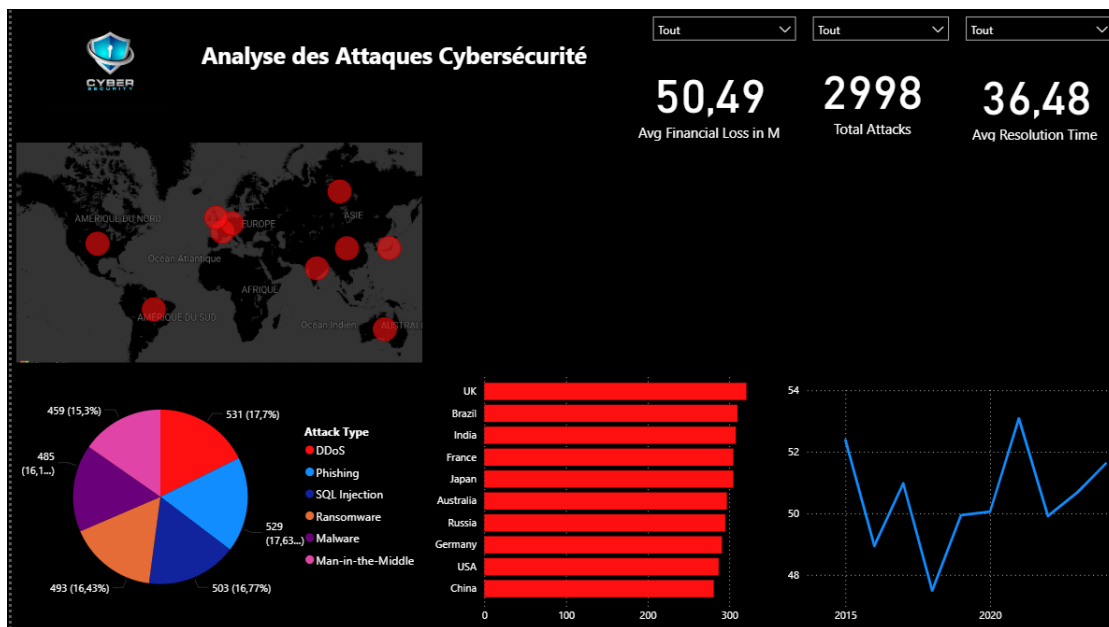 Tout
Tout
Tout
CYBER
SECURITY
Analyse des Attaques Cybersécurité
50,49
Avg Financial Loss in M
2998
Total Attacks
36,48
Avg Resolution Time
AMÉRIQUE DU NORD
EUROPE
ASIE
Océan Atlantique
AFRIQUE
AMÉRIQUE DU SUD
Océan Indien
AUSTRALI
459 (15,3%)
531 (17,7%)
485
(16,1...)
529
(17,63...)
493 (16,43%)
503 (16,77%)
Attack Type
DDoS
Phishing
SQL Injection
Ransomware
Malware
Man-in-the-Middle
UK
Brazil
India
France
Japan
Australia
Russia
Germany
USA
China
0
100
200
300
54
52
50
48
2015
2020